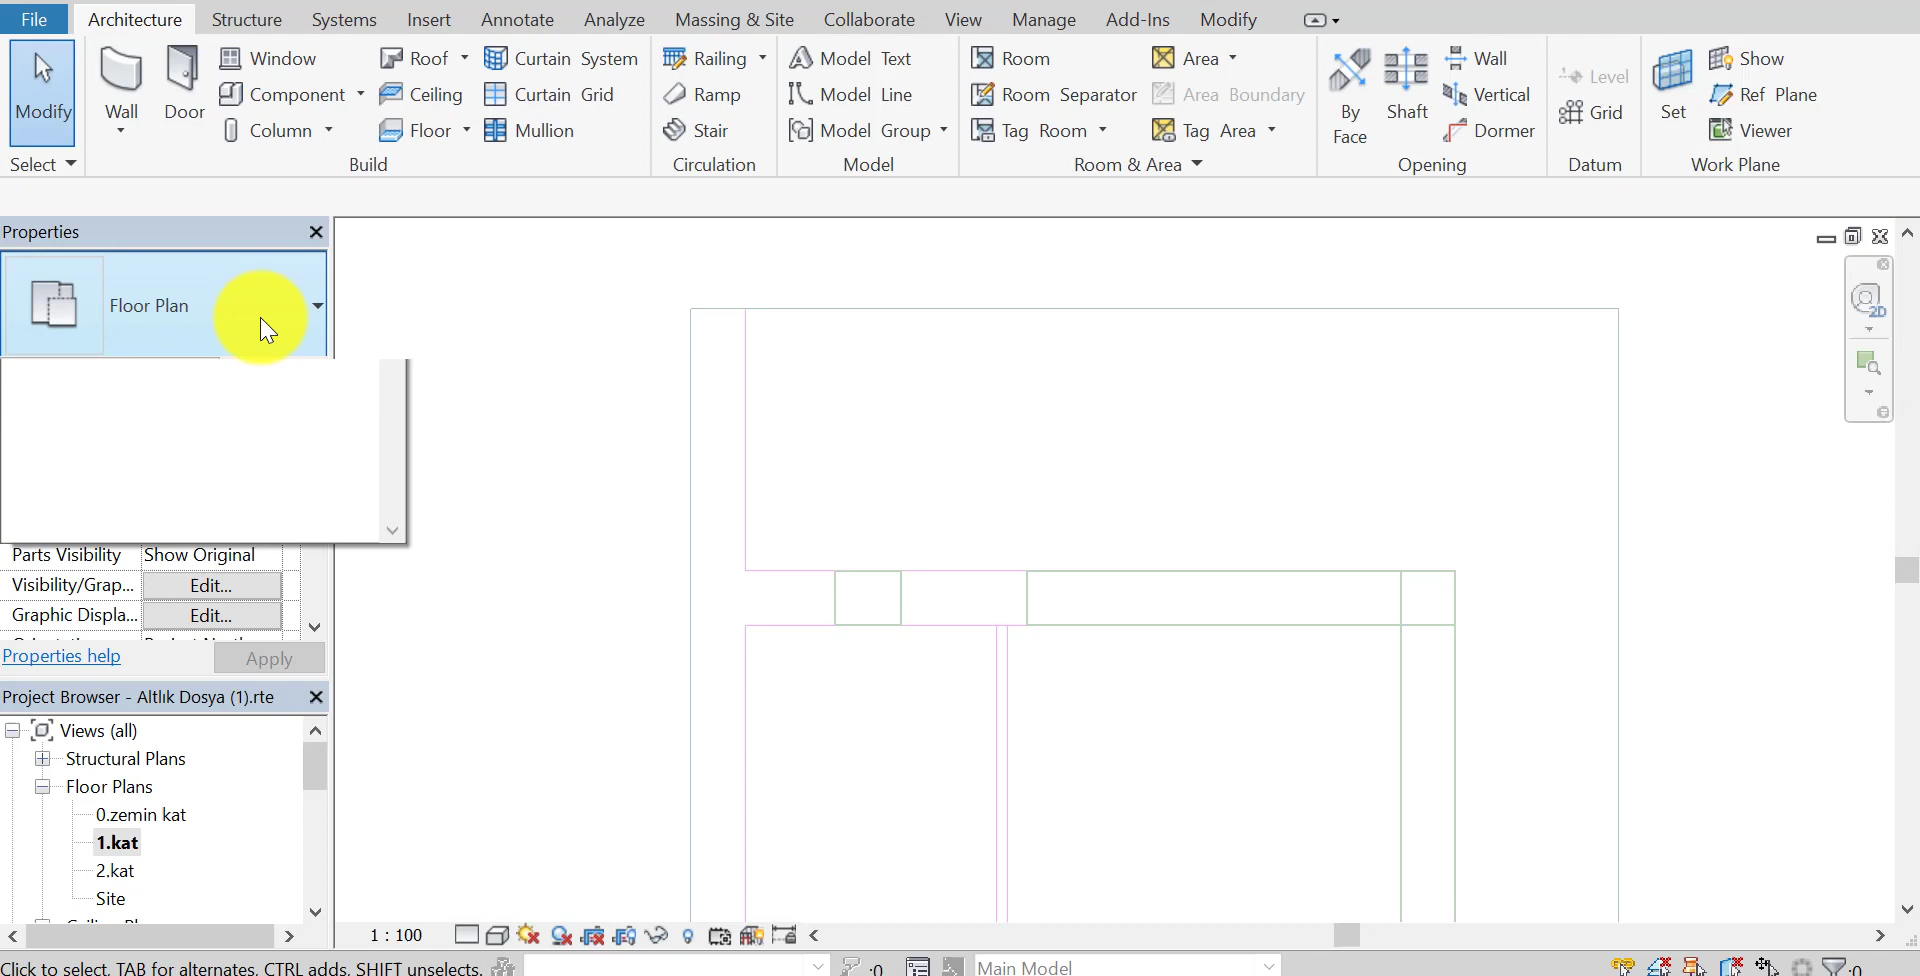 File Architecture Structure Systems Insert Annotate Analyze Massing & Site Collaborate View Manage Add-Ins Modify
Modify
Select
Wall
Door
Window
Component
Column
Roof
Ceiling
Floor
Curtain System
Curtain Grid
Mullion
Build
Railing
Ramp
Stair
Circulation
Model Text
Model Line
Model Group
Model
Room
Room Separator
Tag Room
Area
Area Boundary
Tag Area
Room & Area
By
Face
Shaft
Wall
Vertical
Dormer
Opening
Level
Grid
Datum
Set
Show
Ref Plane
Viewer
Work Plane
Properties
Floor Plan
2D
Parts Visibility Show Original
Visibility/Grap... Edit...
Graphic Displa... Edit...
Properties help Apply
Project Browser - Altlık Dosya (1).rte
Views (all)
Structural Plans
Floor Plans
0.zemin kat
1.kat
2.kat
Site
1 : 100
Click to select, TAB for alternates, CTRL adds, SHIFT unselects.
:0
Main Model
:0